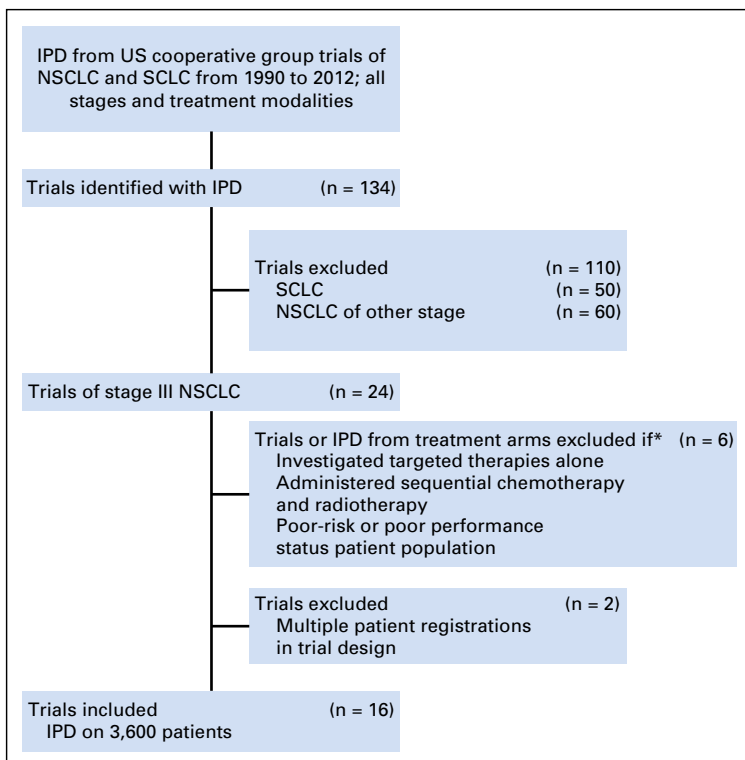 IPD from US cooperative group trials of
NSCLC and SCLC from 1990 to 2012; all
stages and treatment modalities
Trials identified with IPD (n = 134)
Trials excluded (n = 110)
SCLC (n = 50)
NSCLC of other stage (n = 60)
Trials of stage III NSCLC (n = 24)
Trials or IPD from treatment arms excluded if* (n = 6)
Investigated targeted therapies alone
Administered sequential chemotherapy
and radiotherapy
Poor-risk or poor performance
status patient population
Trials excluded (n = 2)
Multiple patient registrations
in trial design
Trials included (n = 16)
IPD on 3,600 patients